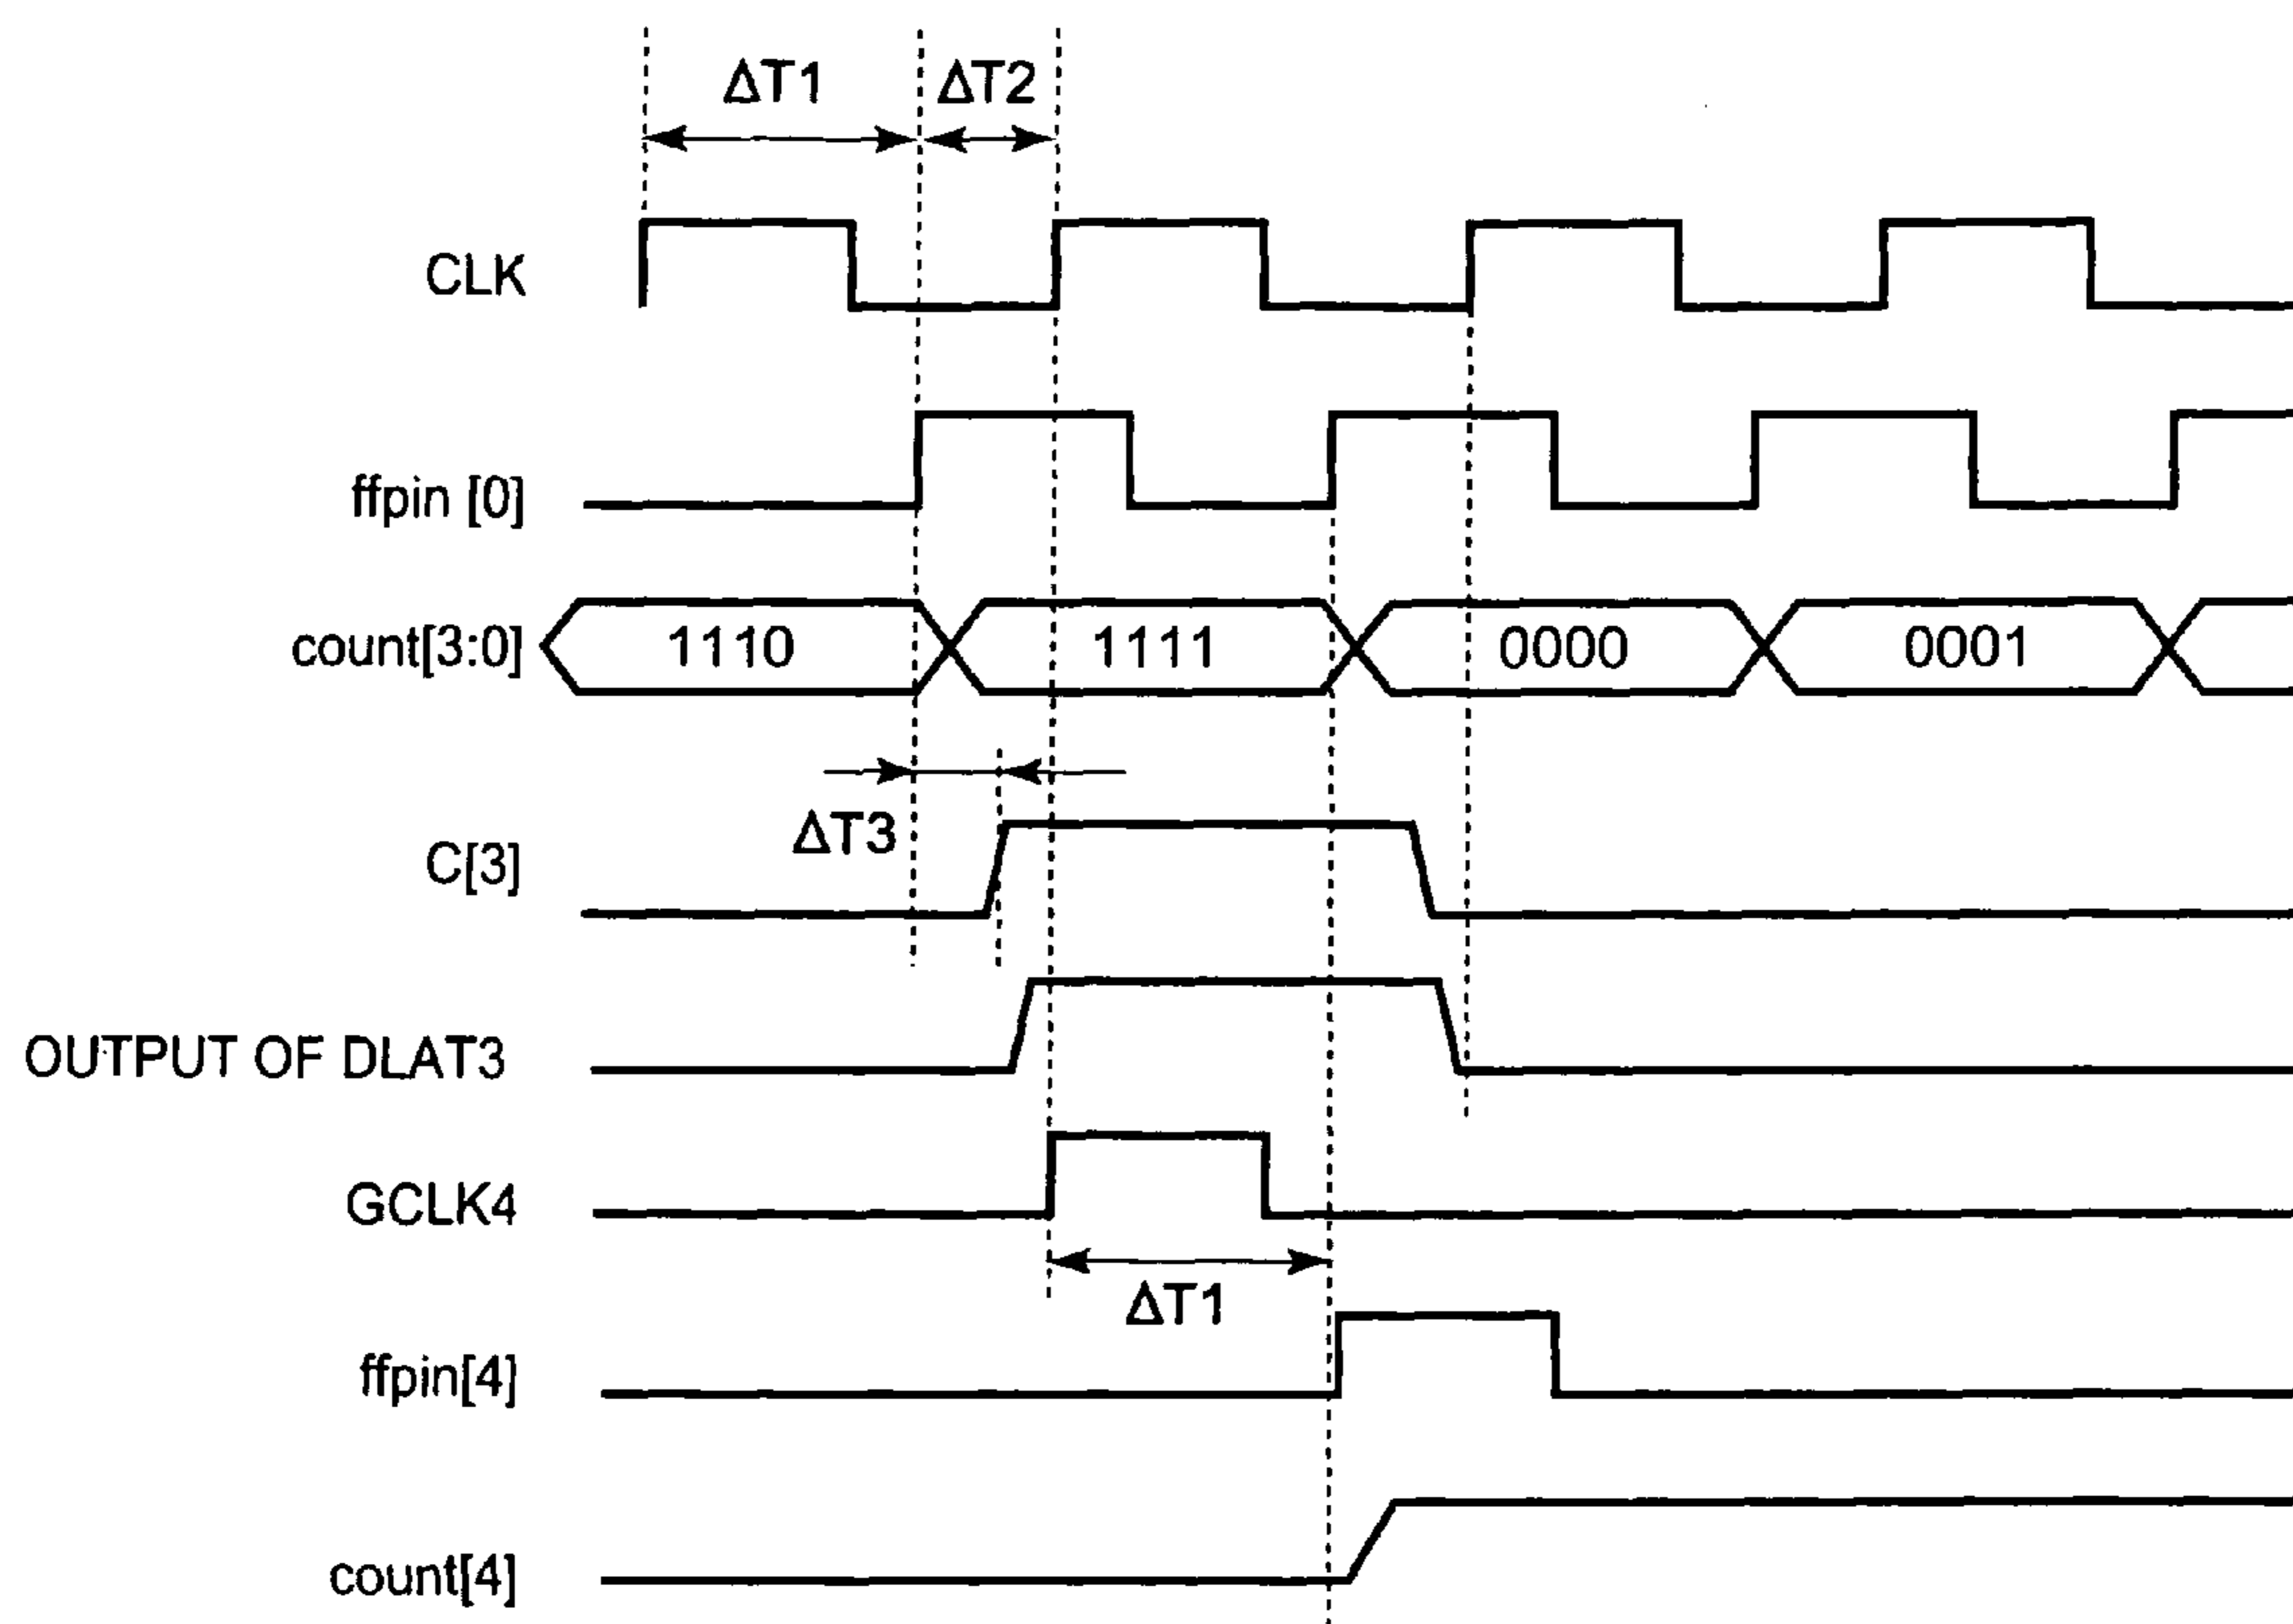 ΔT1 ΔT2
CLK
ffpin [0]
count[3:0] 1110 1111 0000 0001
ΔT3
C[3]
OUTPUT OF DLAT3
GCLK4
ΔT1
ffpin[4]
count[4]